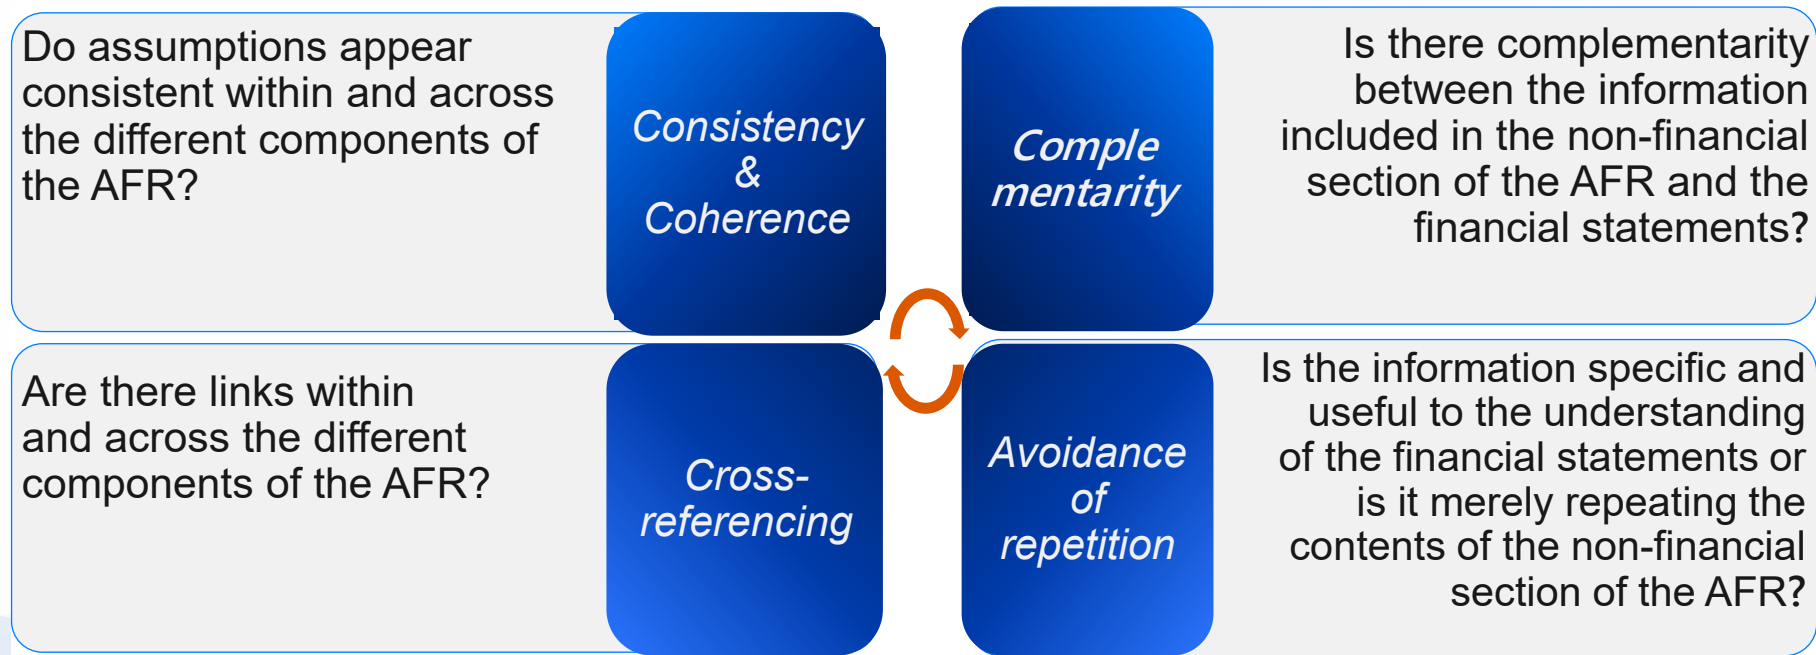 Do assumptions appear
consistent within and across
the different components of
the AFR?
Consistency
&
Coherence
Comple
mentarity
Is there complementarity
between the information
included in the non-financial
section of the AFR and the
financial statements?
Are there links within
and across the different
components of the AFR?
Cross-
referencing
Avoidance
of
repetition
Is the information specific and
useful to the understanding
of the financial statements or
is it merely repeating the
contents of the non-financial
section of the AFR?